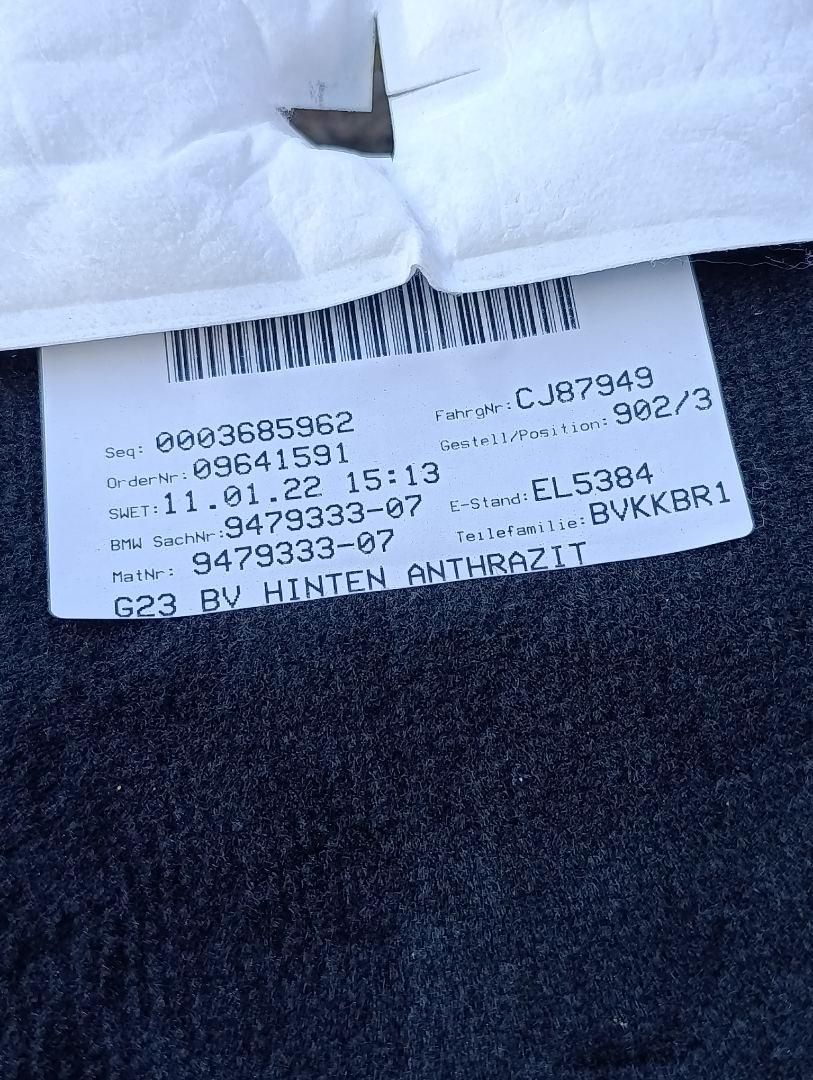 Seq: 0003685962 FahrgNr: CJ87949
OrderNr: 09641591 Gestell/Position: 902/3
SWET: 11.01.22 15:13
BMW SachNr: 9479333-07 E-Stand: EL5384
MatNr: 9479333-07 Teilefamilie: BVKKBR1
G23 BV HINTEN ANTHRAZIT